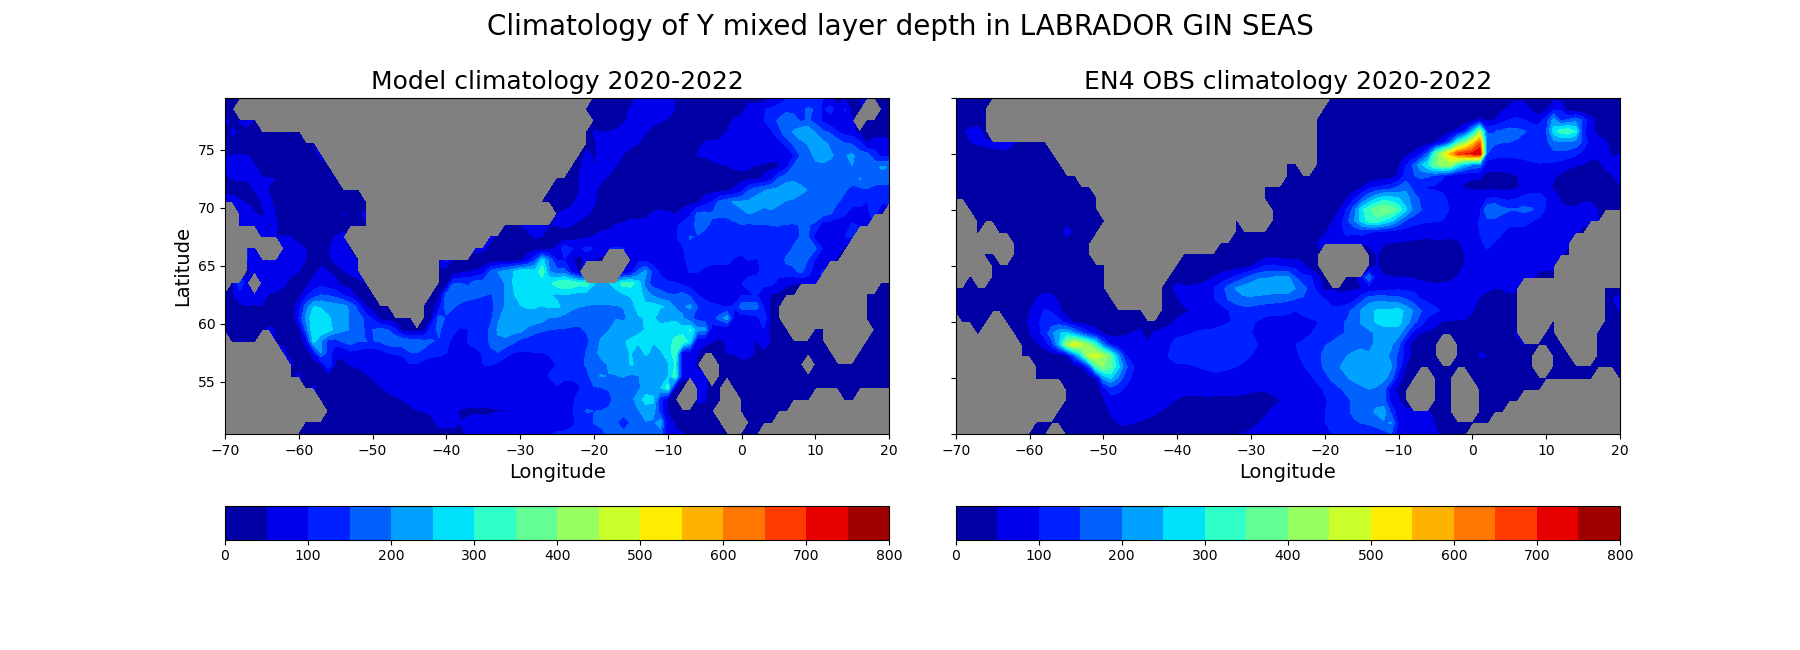 Climatology of Y mixed layer depth in LABRADOR GIN SEAS
Model climatology 2020-2022
EN4 OBS climatology 2020-2022
Latitude
75
70
65
60
55
−70 −60 −50 −40 −30 −20 −10 0 10 20
−70 −60 −50 −40 −30 −20 −10 0 10 20
Longitude
Longitude
0 100 200 300 400 500 600 700 800
0 100 200 300 400 500 600 700 800